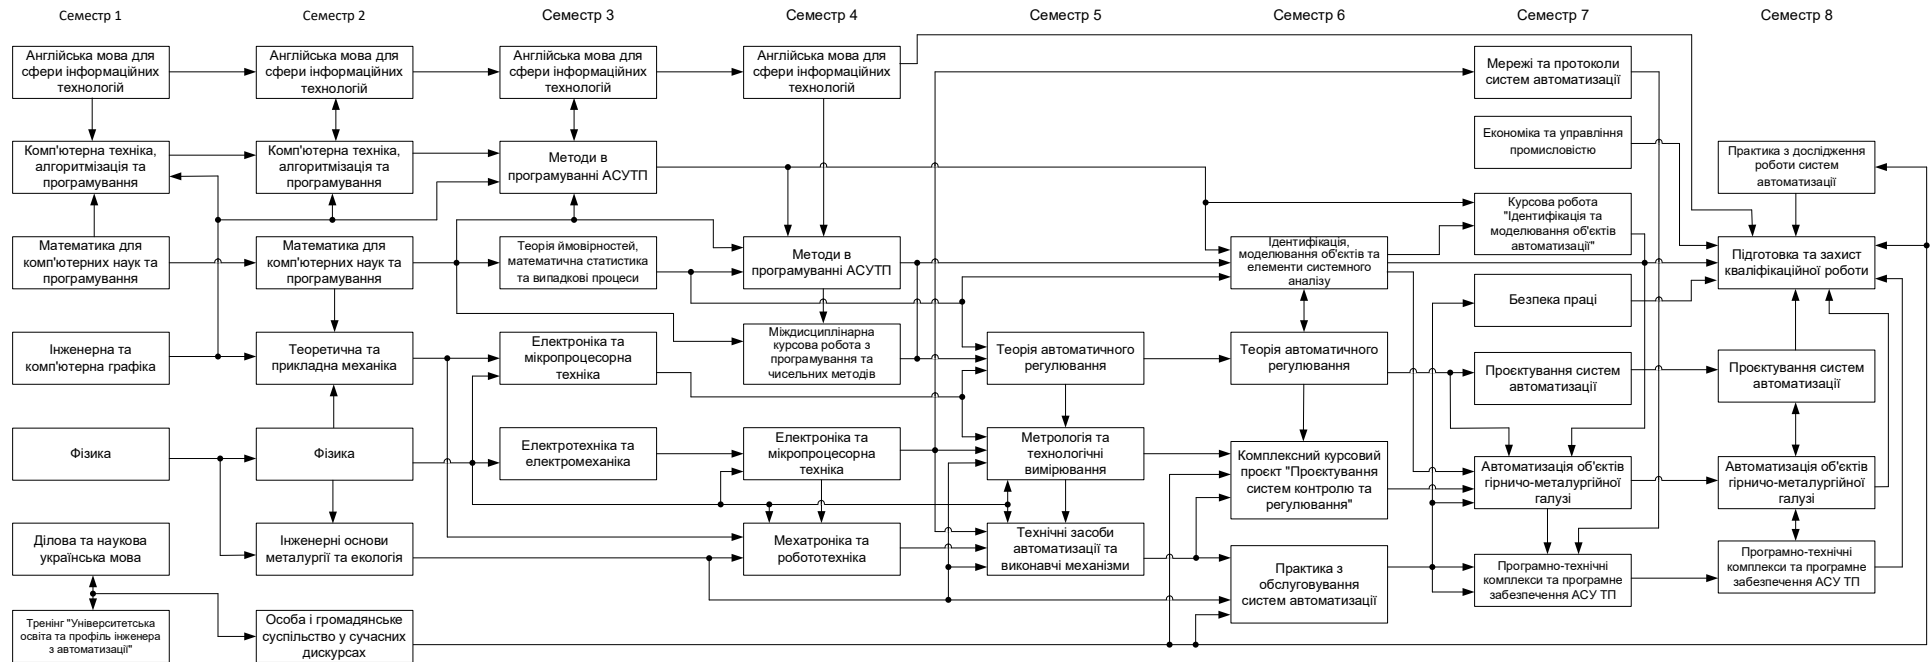 Семестр 1
Семестр 2
Семестр 3
Семестр 4
Семестр 5
Семестр 6
Семестр 7
Семестр 8
Англійська мова для
сфери інформаційних
технологій
Комп'ютерна техніка,
алгоритмізація та
програмування
Математика для
комп'ютерних наук та
програмування
Інженерна та
комп'ютерна графіка
Фізика
Ділова та наукова
українська мова
Тренінг "Університетська
освіта та профіль інженера
з автоматизації"
Англійська мова для
сфери інформаційних
технологій
Комп'ютерна техніка,
алгоритмізація та
програмування
Математика для
комп'ютерних наук та
програмування
Теоретична та
прикладна механіка
Фізика
Інженерні основи
металургії та екологія
Особа і громадянське
суспільство у сучасних
дискурсах
Англійська мова для
сфери інформаційних
технологій
Методи в
програмуванні АСУТП
Теорія ймовірностей,
математична статистика
та випадкові процеси
Електроніка та
мікропроцесорна
техніка
Електротехніка та
електромеханіка
Англійська мова для
сфери інформаційних
технологій
Методи в
програмуванні АСУТП
Міждисциплінарна
курсова робота з
програмування та
чисельних методів
Електроніка та
мікропроцесорна
техніка
Мехатроніка та
робототехніка
Теорія автоматичного
регулювання
Метрологія та
технологічні
вимірювання
Технічні засоби
автоматизації та
виконавчі механізми
Ідентифікація,
моделювання об'єктів та
елементи системного
аналізу
Теорія автоматичного
регулювання
Комплексний курсовий
проєкт "Проєктування
систем контролю та
регулювання"
Практика з
обслуговування
систем автоматизації
Мережі та протоколи
систем автоматизації
Економіка та управління
промисловістю
Курсова робота
"Ідентифікація та
моделювання об'єктів
автоматизації"
Безпека праці
Проєктування систем
автоматизації
Автоматизація об'єктів
гірничо-металургійної
галузі
Програмно-технічні
комплекси та програмне
забезпечення АСУ ТП
Практика з дослідження
роботи систем
автоматизації
Підготовка та захист
кваліфікаційної роботи
Проєктування систем
автоматизації
Автоматизація об'єктів
гірничо-металургійної
галузі
Програмно-технічні
комплекси та програмне
забезпечення АСУ ТП